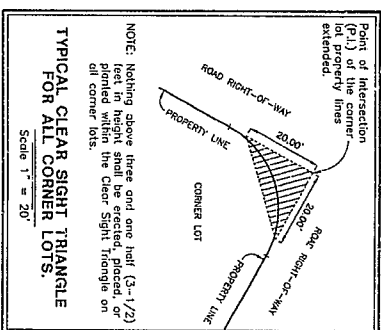 Point of Intersection
(P.I.) of the corner
lot property lines
extended.
ROAD RIGHT-OF-WAY
20.00'
20.00'
ROAD RIGHT-OF-WAY
PROPERTY LINE
PROPERTY LINE
CORNER LOT
NOTE: Nothing above three and one half (3-1/2)
feet in height shall be erected, placed, or
planted within the Clear Sight Triangle on
all corner lots.
TYPICAL CLEAR SIGHT TRIANGLE
FOR ALL CORNER LOTS.
Scale 1" = 20'